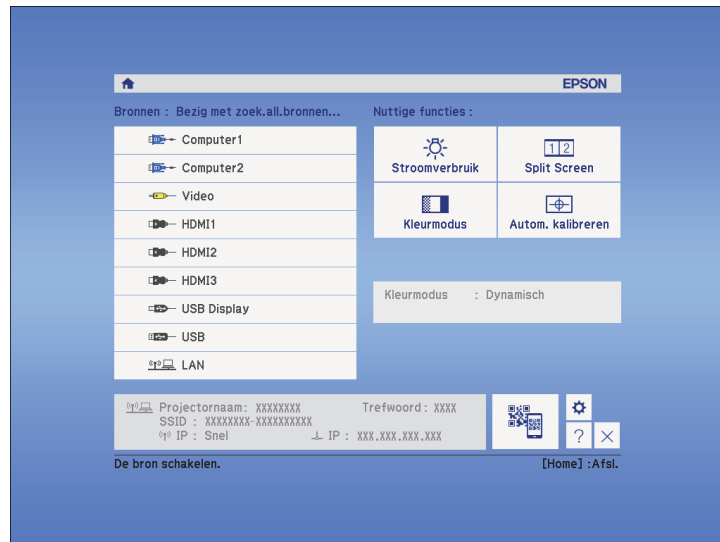 EPSON
Bronnen : Bezig met zoek.all.bronnen...
Computer1
Computer2
Video
HDMI1
HDMI2
HDMI3
USB Display
USB
LAN
Nuttige functies :
Stroomverbruik
1 2
Split Screen
Kleurmodus
Autom. kalibreren
Kleurmodus : Dynamisch
Projectornaam: XXXXXXXX Trefwoord : XXXX
SSID : XXXXXXXX-XXXXXXXXXX
IP : Snel IP : XXX.XXX.XXX.XXX
?
De bron schakelen. [Home] :Afsl.